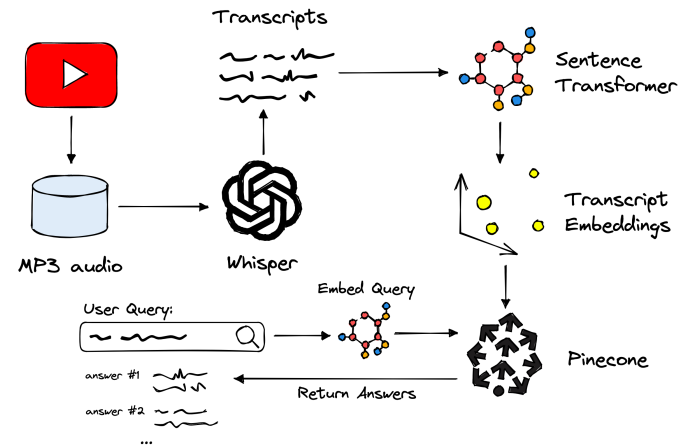 Transcripts
Sentence
Transformer
Transcript
Embeddings
MP3 audio
Whisper
Embed Query
User Query:
Pinecone
answer #1
Return Answers
answer #2
...